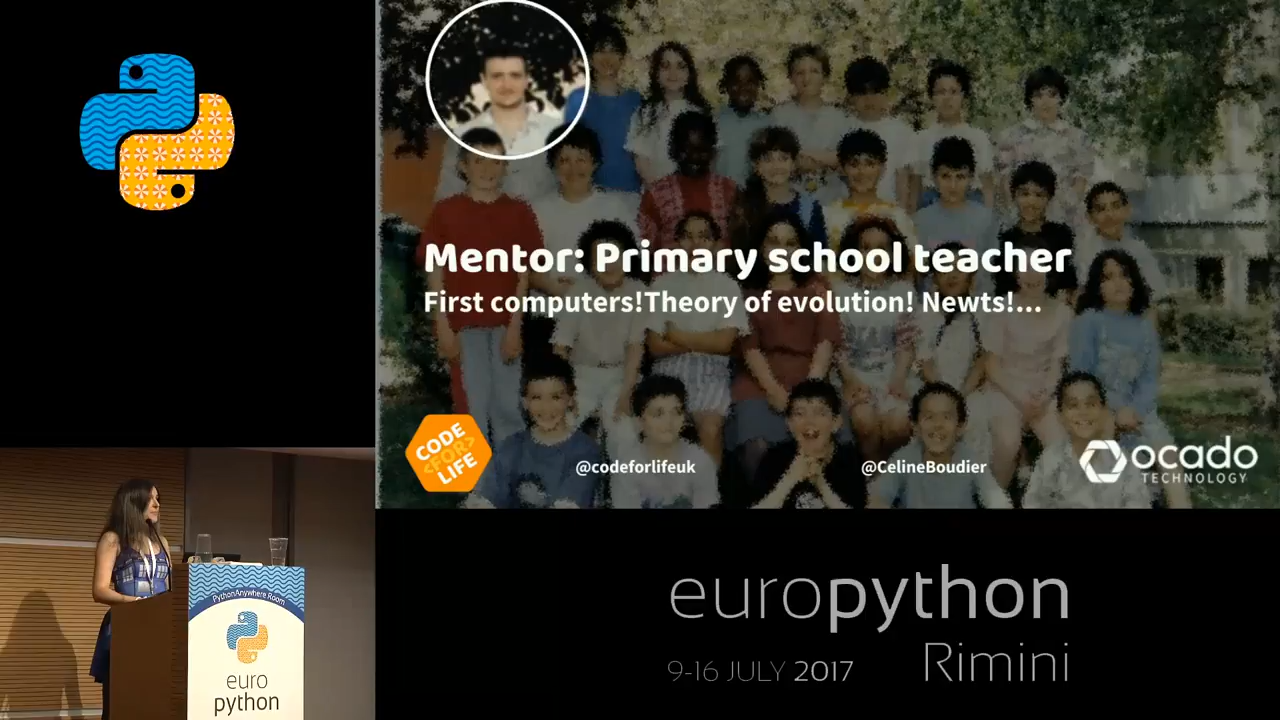 Mentor: Primary school teacher
First computers!Theory of evolution! Newts!...
CODE
<FOR>
LIFE
@codeforlifeuk
@CelineBoudier
ocado
TECHNOLOGY
PythonAnywhere Room
euro
python
europython
Rimini
9-16 JULY 2017